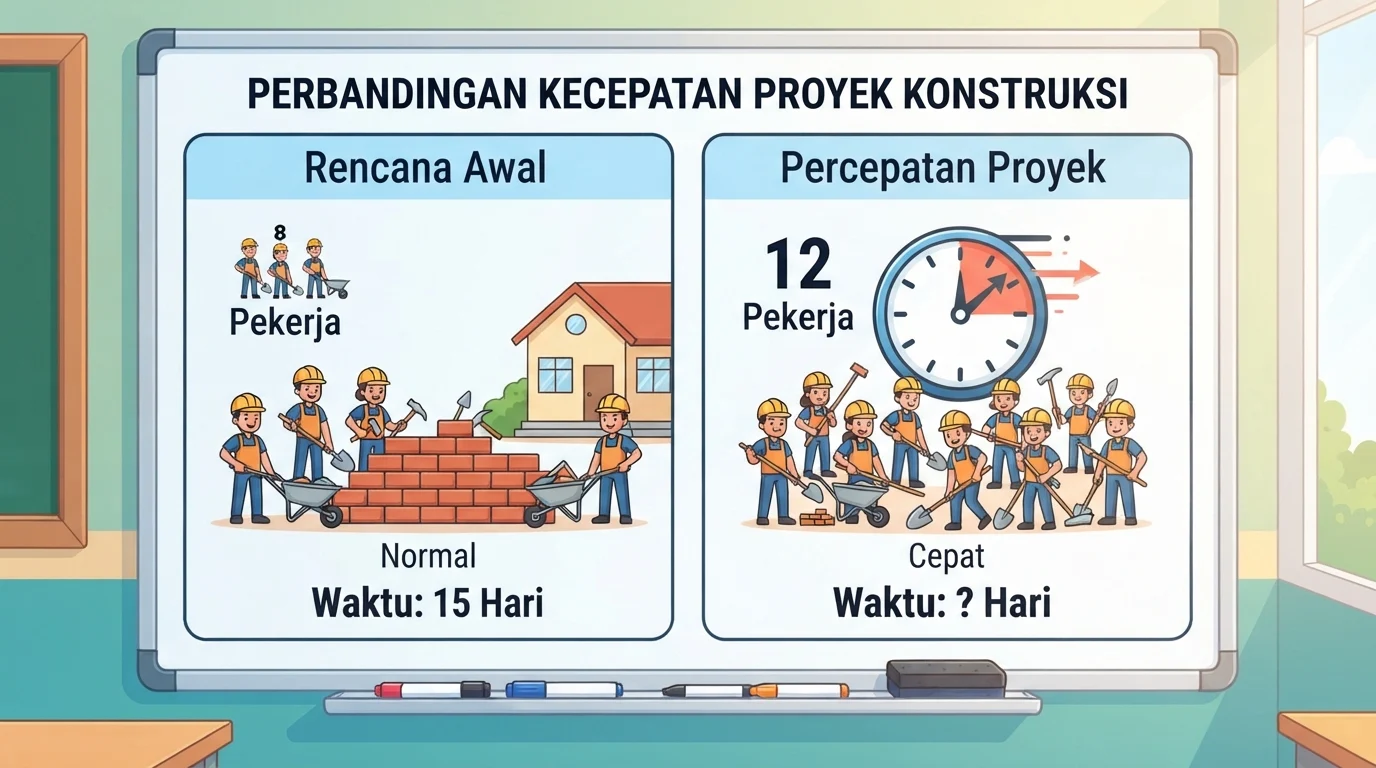 PERBANDINGAN KECEPATAN PROYEK KONSTRUKSI
Rencana Awal
8
Pekerja
Normal
Waktu: 15 Hari
Percepatan Proyek
12
Pekerja
Cepat
Waktu: ? Hari